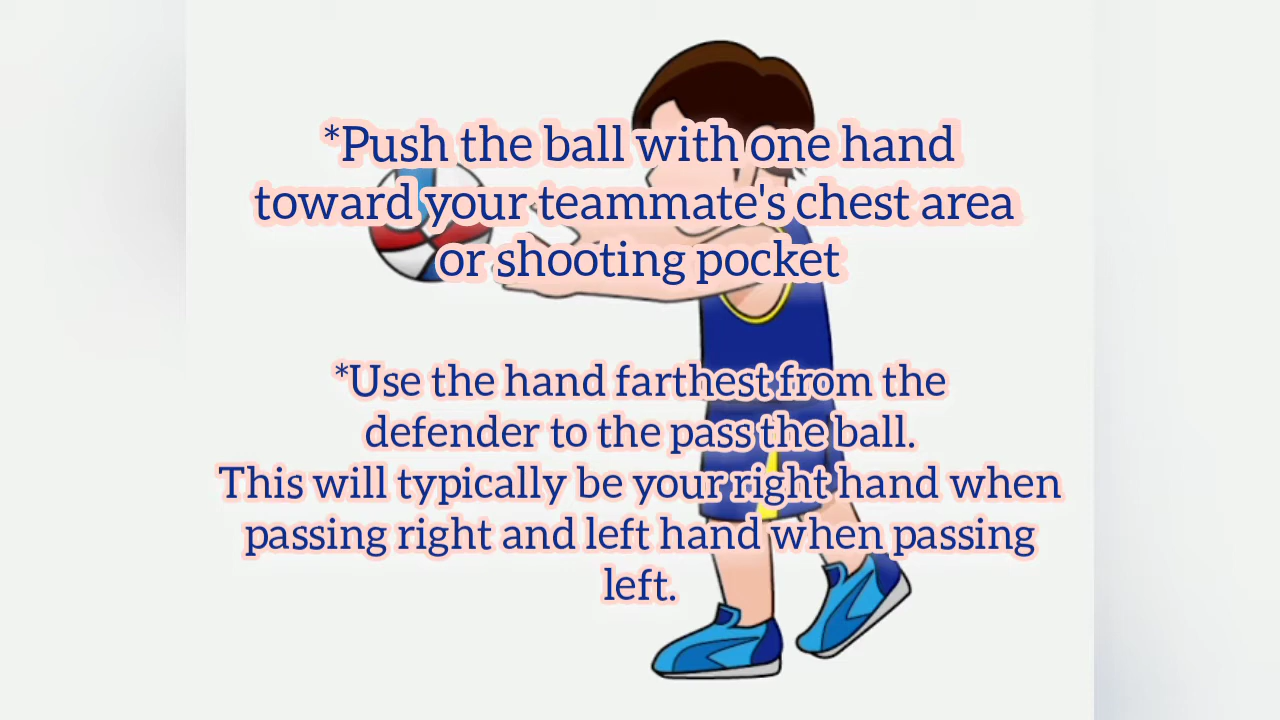 *Push the ball with one hand
toward your teammate's chest area
or shooting pocket
*Use the hand farthest from the
defender to the pass the ball.
This will typically be your right hand when
passing right and left hand when passing
left.